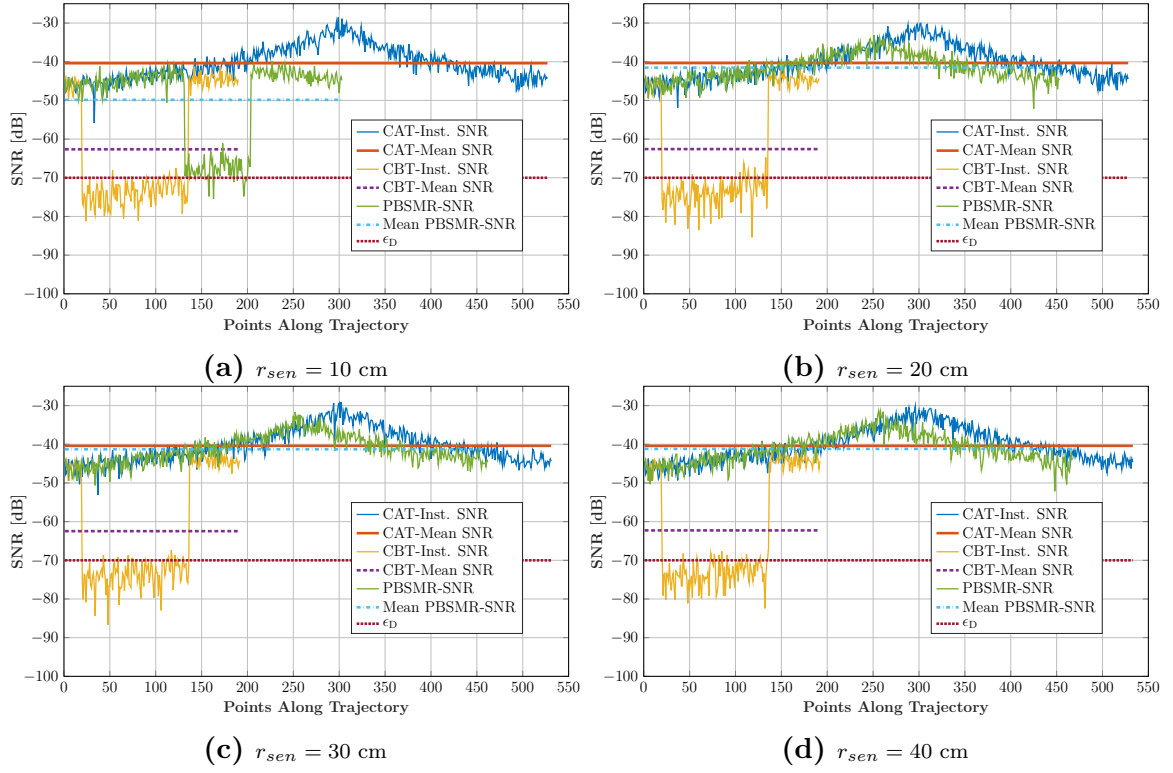 −30
−40
−50
−60
−70
−80
−90
−100
SNR [dB]
0 50 100 150 200 250 300 350 400 450 500 550
Points Along Trajectory
CAT-Inst. SNR
CAT-Mean SNR
CBT-Inst. SNR
CBT-Mean SNR
PBSMR-SNR
Mean PBSMR-SNR
ϵD
(a) rsen = 10 cm
−30
−40
−50
−60
−70
−80
−90
−100
SNR [dB]
0 50 100 150 200 250 300 350 400 450 500 550
Points Along Trajectory
CAT-Inst. SNR
CAT-Mean SNR
CBT-Inst. SNR
CBT-Mean SNR
PBSMR-SNR
Mean PBSMR-SNR
ϵD
(b) rsen = 20 cm
−30
−40
−50
−60
−70
−80
−90
−100
SNR [dB]
0 50 100 150 200 250 300 350 400 450 500 550
Points Along Trajectory
CAT-Inst. SNR
CAT-Mean SNR
CBT-Inst. SNR
CBT-Mean SNR
PBSMR-SNR
Mean PBSMR-SNR
ϵD
(c) rsen = 30 cm
−30
−40
−50
−60
−70
−80
−90
−100
SNR [dB]
0 50 100 150 200 250 300 350 400 450 500 550
Points Along Trajectory
CAT-Inst. SNR
CAT-Mean SNR
CBT-Inst. SNR
CBT-Mean SNR
PBSMR-SNR
Mean PBSMR-SNR
ϵD
(d) rsen = 40 cm